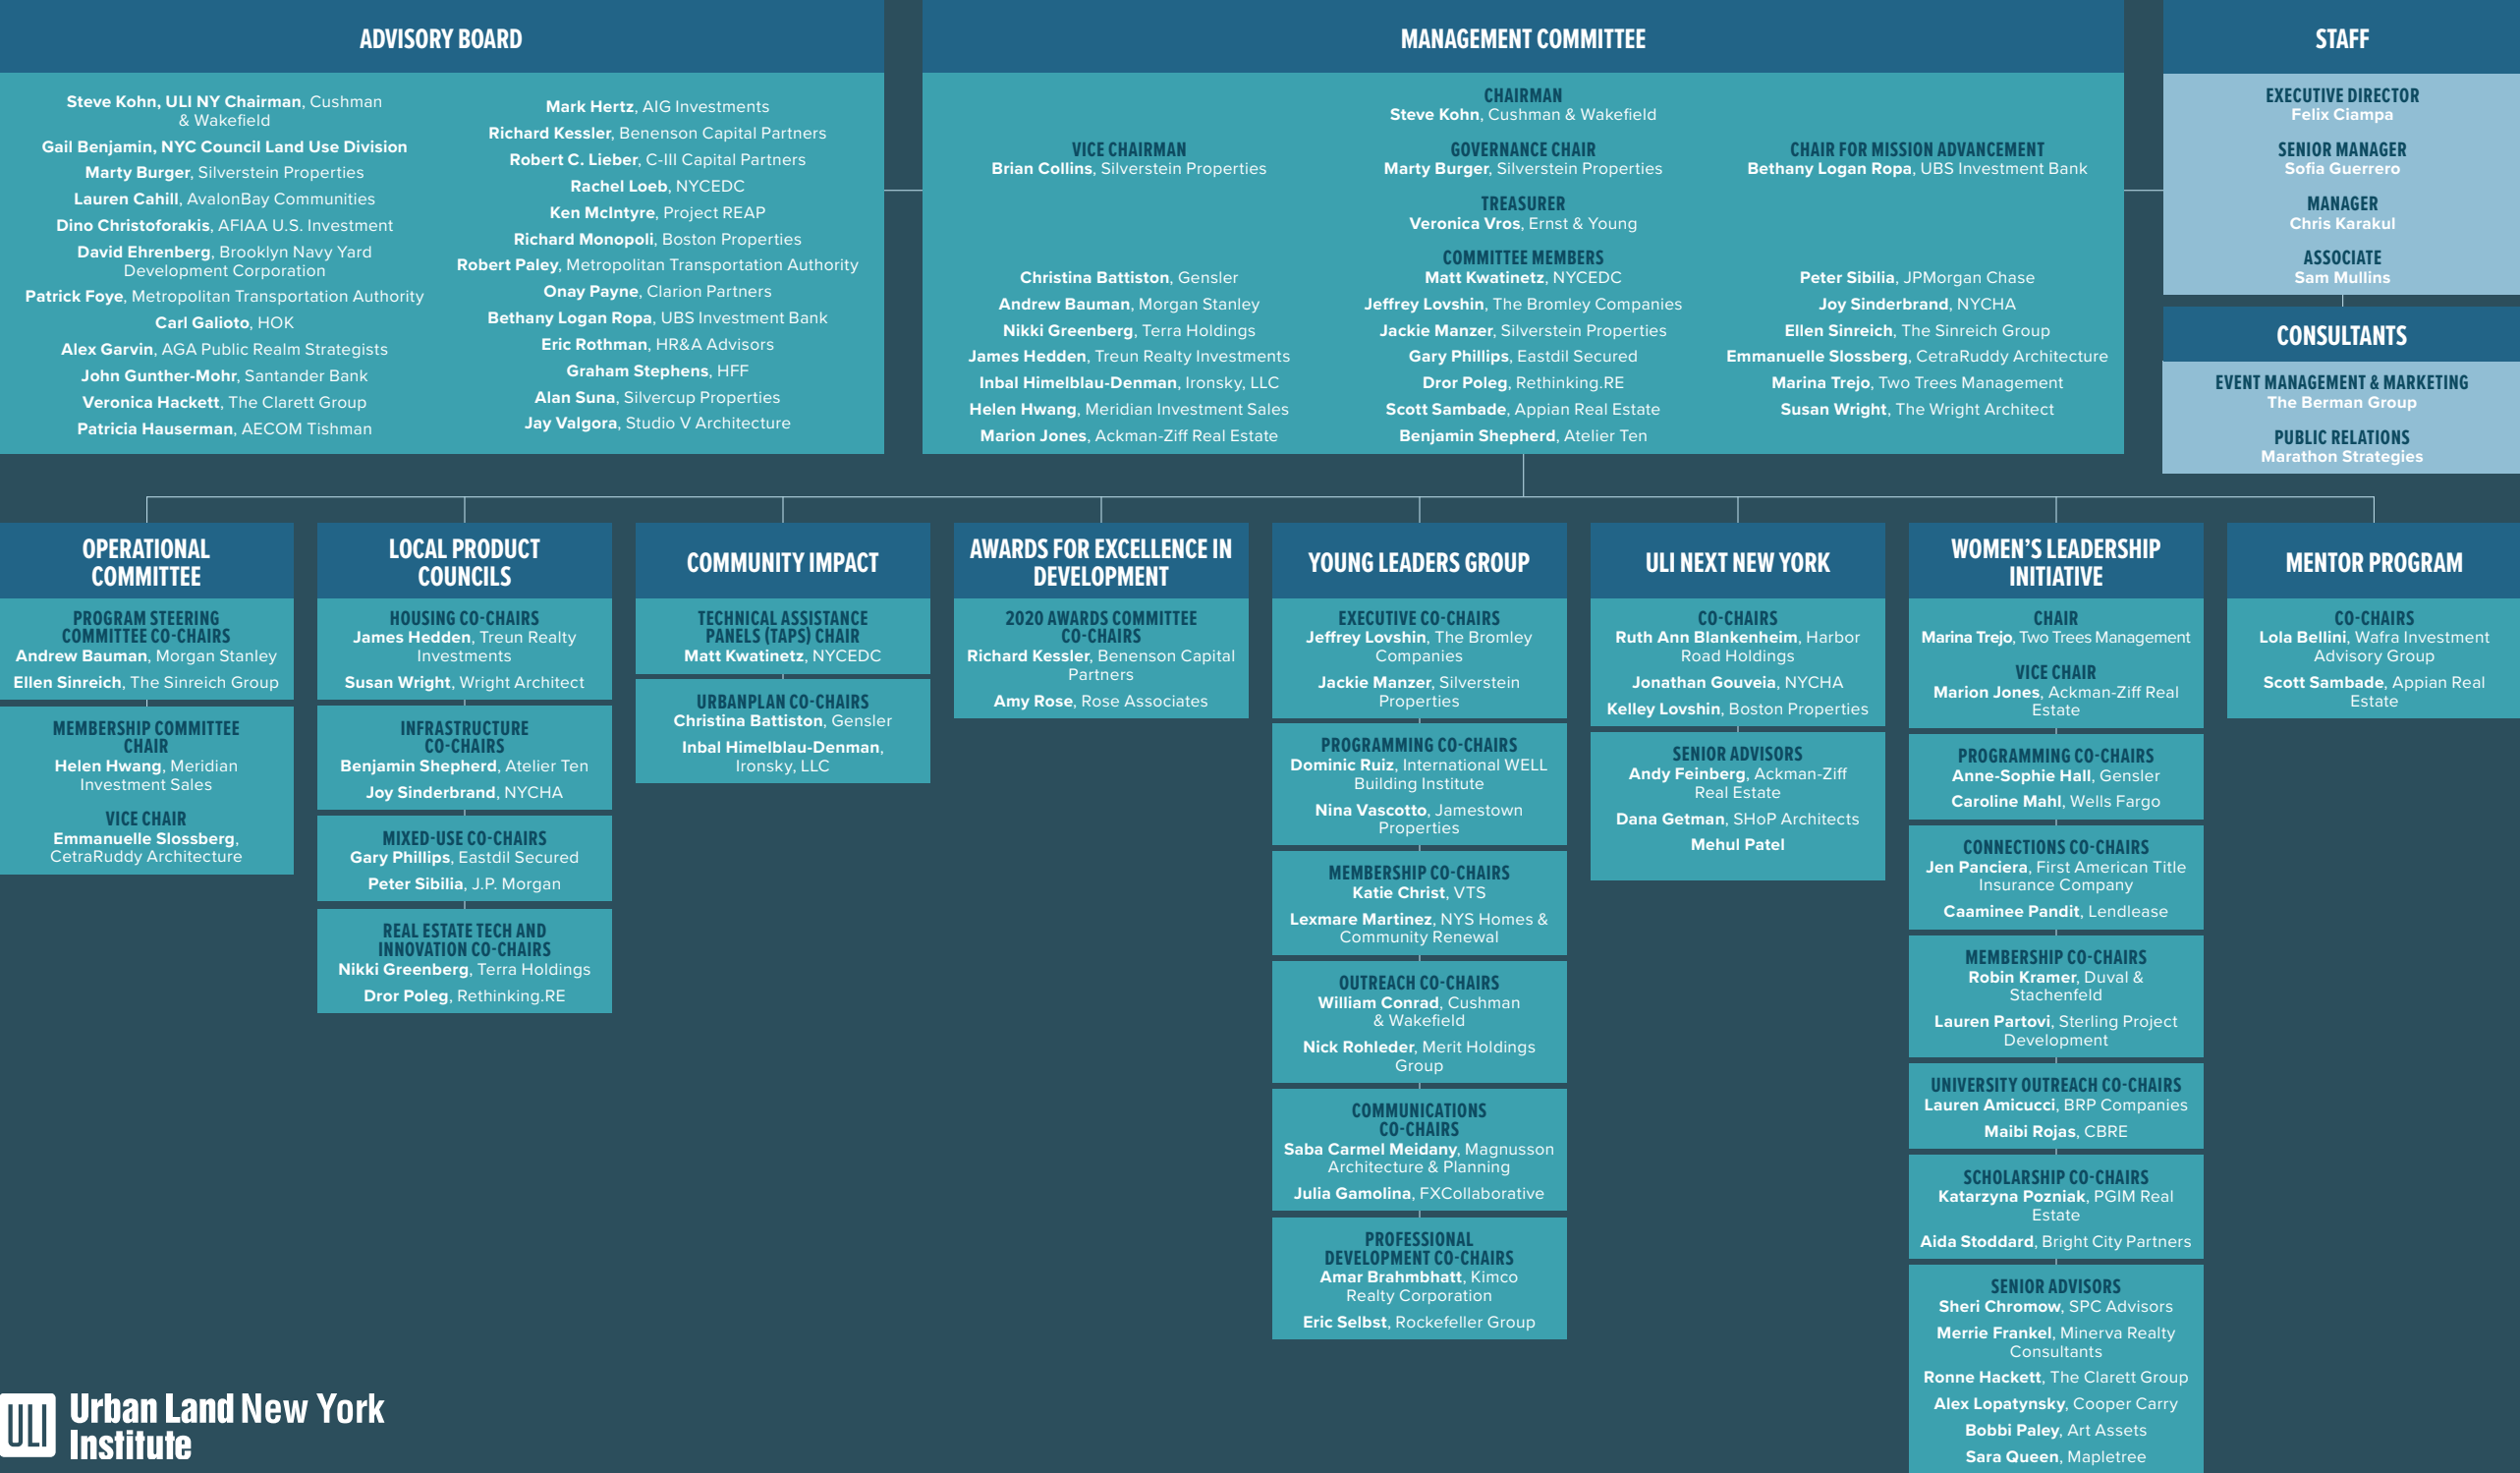 ADVISORY BOARD
Steve Kohn, ULI NY Chairman, Cushman
& Wakefield
Gail Benjamin, NYC Council Land Use Division
Marty Burger, Silverstein Properties
Lauren Cahill, AvalonBay Communities
Dino Christoforakis, AFIAA U.S. Investment
David Ehrenberg, Brooklyn Navy Yard
Development Corporation
Patrick Foye, Metropolitan Transportation Authority
Carl Galioto, HOK
Alex Garvin, AGA Public Realm Strategists
John Gunther-Mohr, Santander Bank
Veronica Hackett, The Clarett Group
Patricia Hauserman, AECOM Tishman
Mark Hertz, AIG Investments
Richard Kessler, Benenson Capital Partners
Robert C. Lieber, C-III Capital Partners
Rachel Loeb, NYCEDC
Ken McIntyre, Project REAP
Richard Monopoli, Boston Properties
Robert Paley, Metropolitan Transportation Authority
Onay Payne, Clarion Partners
Bethany Logan Ropa, UBS Investment Bank
Eric Rothman, HR&A Advisors
Graham Stephens, HFF
Alan Suna, Silvercup Properties
Jay Valgora, Studio V Architecture
MANAGEMENT COMMITTEE
CHAIRMAN
Steve Kohn, Cushman & Wakefield
VICE CHAIRMAN
Brian Collins, Silverstein Properties
GOVERNANCE CHAIR
Marty Burger, Silverstein Properties
CHAIR FOR MISSION ADVANCEMENT
Bethany Logan Ropa, UBS Investment Bank
TREASURER
Veronica Vros, Ernst & Young
COMMITTEE MEMBERS
Christina Battiston, Gensler
Andrew Bauman, Morgan Stanley
Nikki Greenberg, Terra Holdings
James Hedden, Treun Realty Investments
Inbal Himelblau-Denman, Ironsky, LLC
Helen Hwang, Meridian Investment Sales
Marion Jones, Ackman-Ziff Real Estate
Matt Kwatinetz, NYCEDC
Jeffrey Lovshin, The Bromley Companies
Jackie Manzer, Silverstein Properties
Gary Phillips, Eastdil Secured
Dror Poleg, Rethinking.RE
Scott Sambade, Appian Real Estate
Benjamin Shepherd, Atelier Ten
Peter Sibilia, JPMorgan Chase
Joy Sinderbrand, NYCHA
Ellen Sinreich, The Sinreich Group
Emmanuelle Slossberg, CetraRuddy Architecture
Marina Trejo, Two Trees Management
Susan Wright, The Wright Architect
STAFF
EXECUTIVE DIRECTOR
Felix Ciampa
SENIOR MANAGER
Sofia Guerrero
MANAGER
Chris Karakul
ASSOCIATE
Sam Mullins
CONSULTANTS
EVENT MANAGEMENT & MARKETING
The Berman Group
PUBLIC RELATIONS
Marathon Strategies
OPERATIONAL
COMMITTEE
PROGRAM STEERING
COMMITTEE CO-CHAIRS
Andrew Bauman, Morgan Stanley
Ellen Sinreich, The Sinreich Group
MEMBERSHIP COMMITTEE
CHAIR
Helen Hwang, Meridian
Investment Sales
VICE CHAIR
Emmanuelle Slossberg,
CetraRuddy Architecture
LOCAL PRODUCT
COUNCILS
HOUSING CO-CHAIRS
James Hedden, Treun Realty
Investments
Susan Wright, Wright Architect
INFRASTRUCTURE
CO-CHAIRS
Benjamin Shepherd, Atelier Ten
Joy Sinderbrand, NYCHA
MIXED-USE CO-CHAIRS
Gary Phillips, Eastdil Secured
Peter Sibilia, J.P. Morgan
REAL ESTATE TECH AND
INNOVATION CO-CHAIRS
Nikki Greenberg, Terra Holdings
Dror Poleg, Rethinking.RE
COMMUNITY IMPACT
TECHNICAL ASSISTANCE
PANELS (TAPS) CHAIR
Matt Kwatinetz, NYCEDC
URBANPLAN CO-CHAIRS
Christina Battiston, Gensler
Inbal Himelblau-Denman,
Ironsky, LLC
AWARDS FOR EXCELLENCE IN
DEVELOPMENT
2020 AWARDS COMMITTEE
CO-CHAIRS
Richard Kessler, Benenson Capital
Partners
Amy Rose, Rose Associates
YOUNG LEADERS GROUP
EXECUTIVE CO-CHAIRS
Jeffrey Lovshin, The Bromley
Companies
Jackie Manzer, Silverstein
Properties
PROGRAMMING CO-CHAIRS
Dominic Ruiz, International WELL
Building Institute
Nina Vascotto, Jamestown
Properties
MEMBERSHIP CO-CHAIRS
Katie Christ, VTS
Lexmare Martinez, NYS Homes &
Community Renewal
OUTREACH CO-CHAIRS
William Conrad, Cushman
& Wakefield
Nick Rohleder, Merit Holdings
Group
COMMUNICATIONS
CO-CHAIRS
Saba Carmel Meidany, Magnusson
Architecture & Planning
Julia Gamolina, FXCollaborative
PROFESSIONAL
DEVELOPMENT CO-CHAIRS
Amar Brahmbhatt, Kimco
Realty Corporation
Eric Selbst, Rockefeller Group
ULI NEXT NEW YORK
CO-CHAIRS
Ruth Ann Blankenheim, Harbor
Road Holdings
Jonathan Gouveia, NYCHA
Kelley Lovshin, Boston Properties
SENIOR ADVISORS
Andy Feinberg, Ackman-Ziff
Real Estate
Dana Getman, SHoP Architects
Mehul Patel
WOMEN'S LEADERSHIP
INITIATIVE
CHAIR
Marina Trejo, Two Trees Management
VICE CHAIR
Marion Jones, Ackman-Ziff Real
Estate
PROGRAMMING CO-CHAIRS
Anne-Sophie Hall, Gensler
Caroline Mahl, Wells Fargo
CONNECTIONS CO-CHAIRS
Jen Panciera, First American Title
Insurance Company
Caaminee Pandit, Lendlease
MEMBERSHIP CO-CHAIRS
Robin Kramer, Duval &
Stachenfeld
Lauren Partovi, Sterling Project
Development
UNIVERSITY OUTREACH CO-CHAIRS
Lauren Amicucci, BRP Companies
Maibi Rojas, CBRE
SCHOLARSHIP CO-CHAIRS
Katarzyna Pozniak, PGIM Real
Estate
Aida Stoddard, Bright City Partners
SENIOR ADVISORS
Sheri Chromow, SPC Advisors
Merrie Frankel, Minerva Realty
Consultants
Ronne Hackett, The Clarett Group
Alex Lopatynsky, Cooper Carry
Bobbi Paley, Art Assets
Sara Queen, Mapletree
MENTOR PROGRAM
CO-CHAIRS
Lola Bellini, Wafra Investment
Advisory Group
Scott Sambade, Appian Real
Estate
ULI
Urban Land New York
Institute